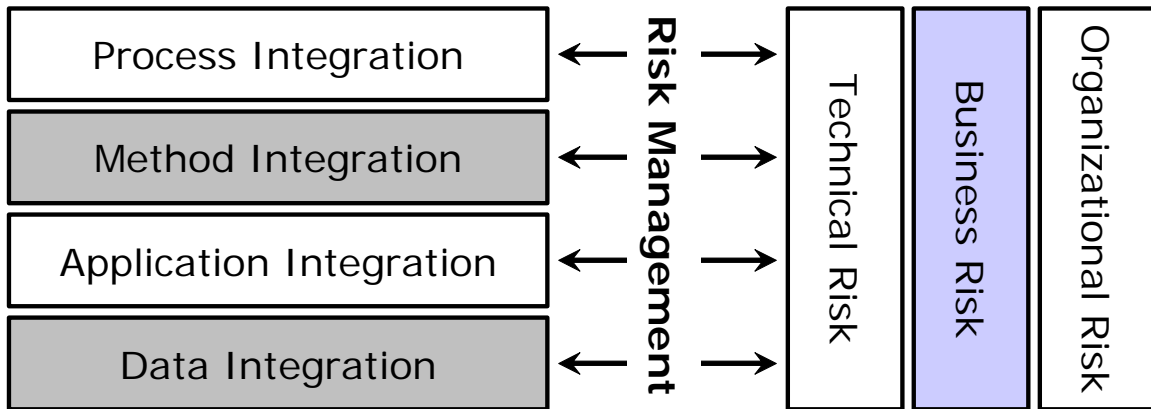 Process Integration
Method Integration
Application Integration
Data Integration
Risk Management
Technical Risk
Business Risk
Organizational Risk